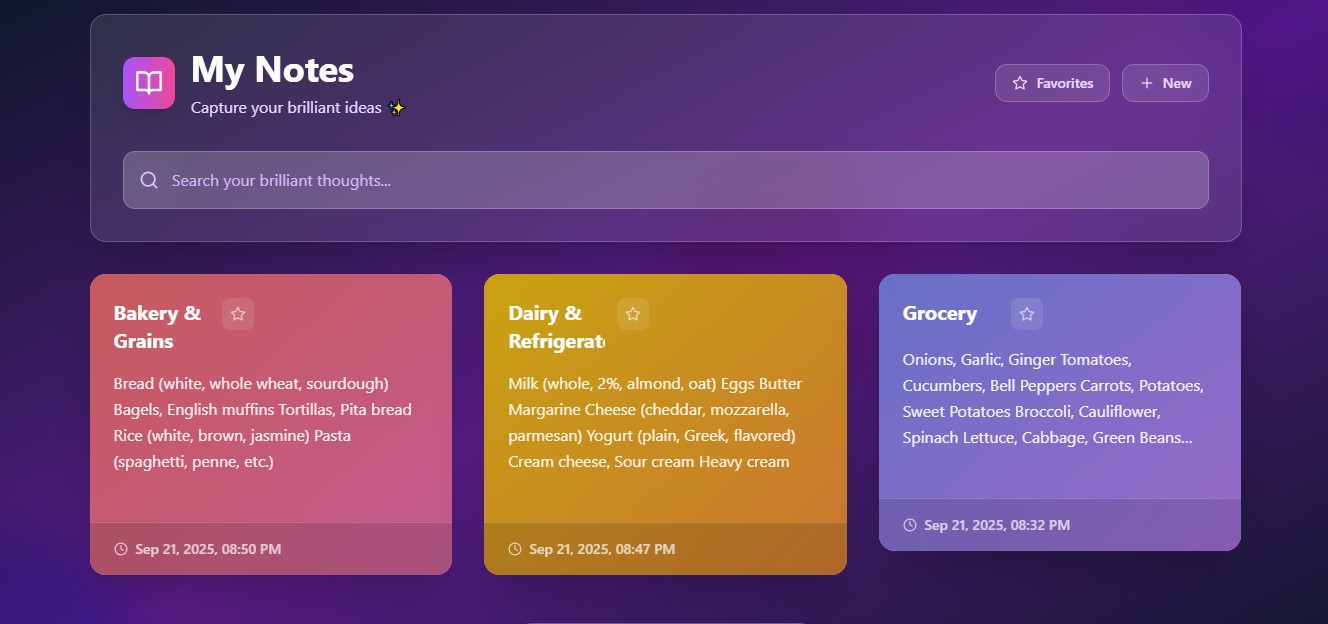 My Notes
Capture your brilliant ideas ✨
Favorites
New
Search your brilliant thoughts...
Bakery &
Grains
Bread (white, whole wheat, sourdough)
Bagels, English muffins Tortillas, Pita bread
Rice (white, brown, jasmine) Pasta
(spaghetti, penne, etc.)
Sep 21, 2025, 08:50 PM
Dairy &
Milk (whole, 2%, almond, oat) Eggs Butter
Margarine Cheese (cheddar, mozzarella,
parmesan) Yogurt (plain, Greek, flavored)
Cream cheese, Sour cream Heavy cream
Sep 21, 2025, 08:47 PM
Grocery
Onions, Garlic, Ginger Tomatoes,
Cucumbers, Bell Peppers Carrots, Potatoes,
Sweet Potatoes Broccoli, Cauliflower,
Spinach Lettuce, Cabbage, Green Beans...
Sep 21, 2025, 08:32 PM